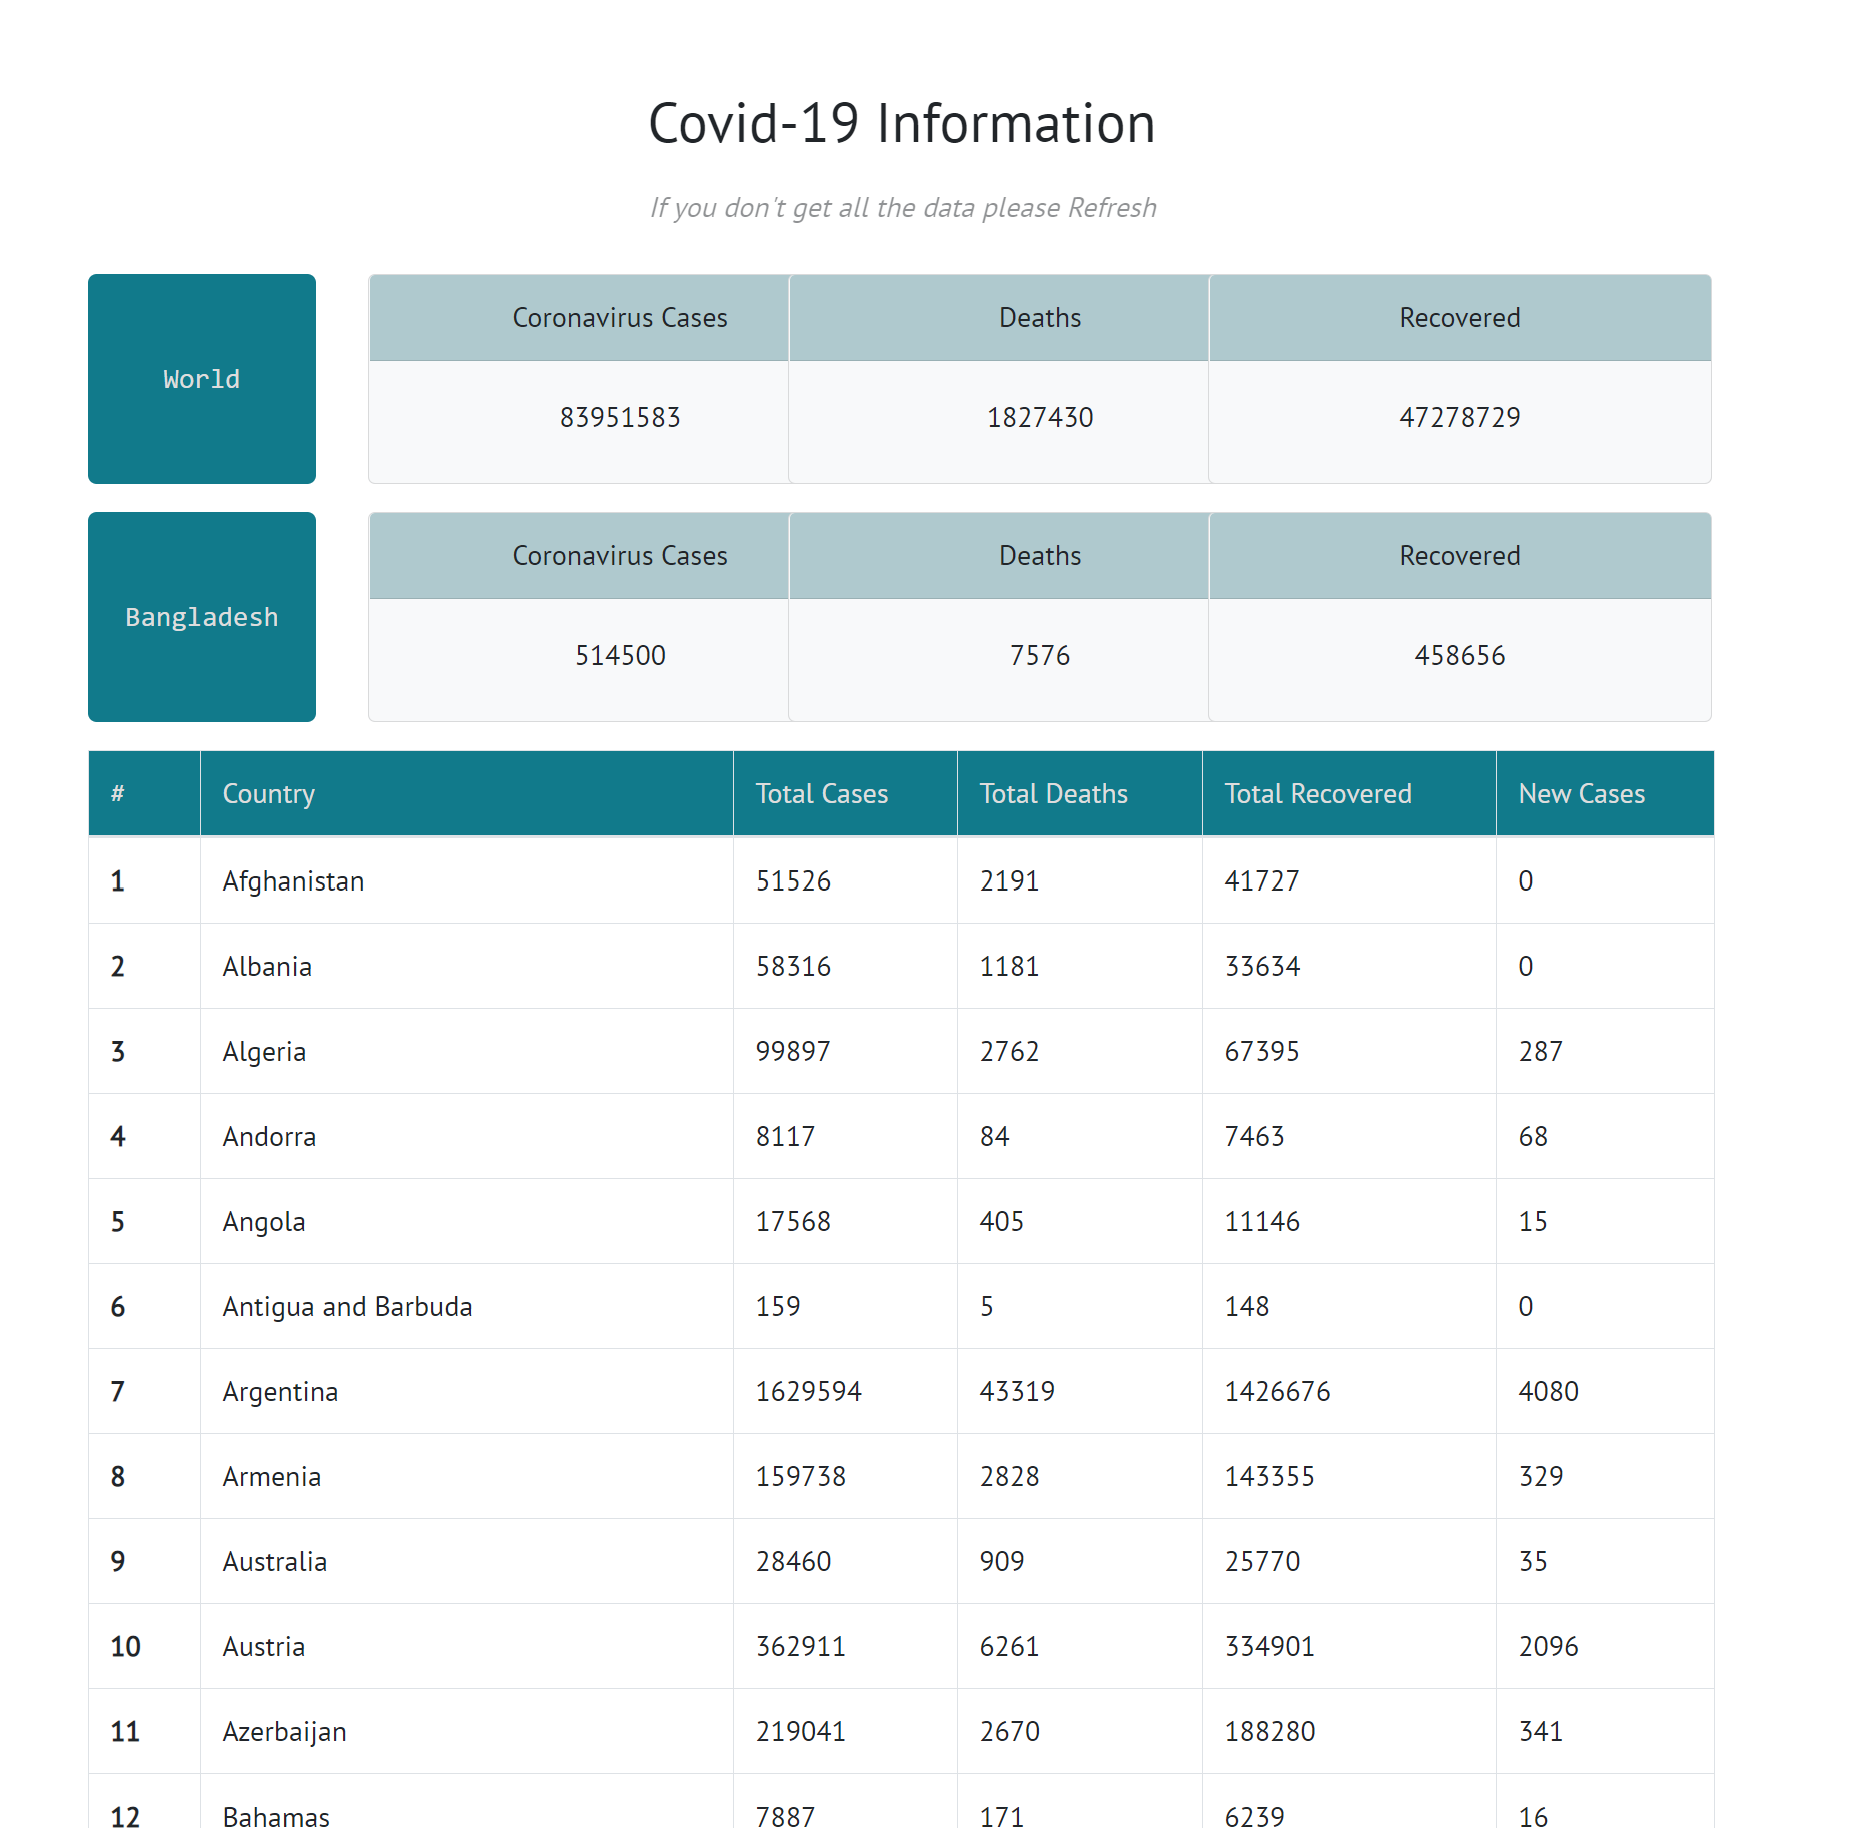 Covid-19 Information
If you don't get all the data please Refresh
World
Coronavirus Cases Deaths Recovered
83951583 1827430 47278729
Bangladesh
Coronavirus Cases Deaths Recovered
514500 7576 458656
# Country Total Cases Total Deaths Total Recovered New Cases
1 Afghanistan 51526 2191 41727 0
2 Albania 58316 1181 33634 0
3 Algeria 99897 2762 67395 287
4 Andorra 8117 84 7463 68
5 Angola 17568 405 11146 15
6 Antigua and Barbuda 159 5 148 0
7 Argentina 1629594 43319 1426676 4080
8 Armenia 159738 2828 143355 329
9 Australia 28460 909 25770 35
10 Austria 362911 6261 334901 2096
11 Azerbaijan 219041 2670 188280 341
12 Bahamas 7887 171 6239 16